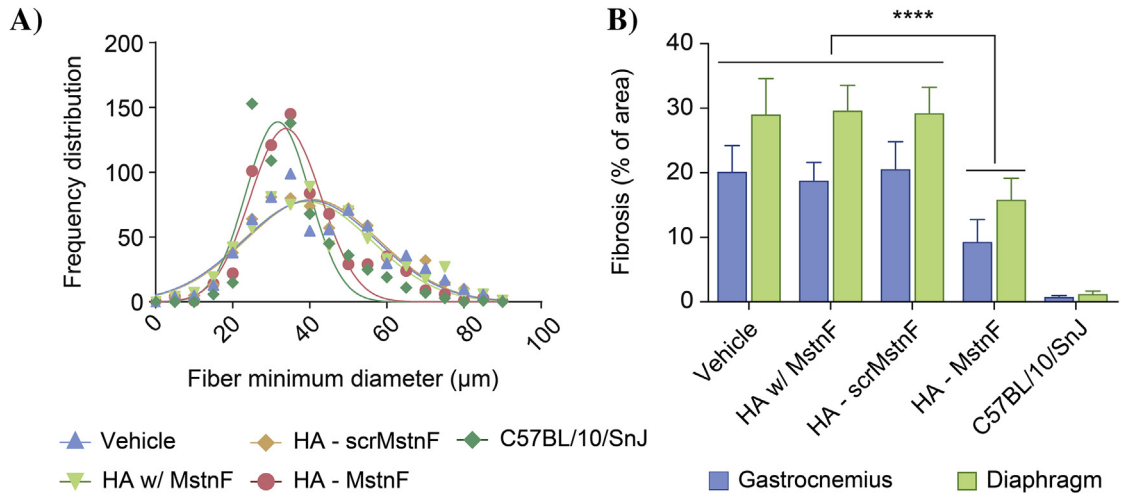 A)
Frequency distribution
200
150
100
50
0
0
20
40
60
80
100
Fiber minimum diameter (µm)
Vehicle
HA - scrMstnF
C57BL/10/SnJ
HA w/ MstnF
HA - MstnF
B)
****
Fibrosis (% of area)
40
30
20
10
0
Vehicle
HA w/ MstnF
HA - scrMstnF
HA - MstnF
C57BL/10/SnJ
Gastrocnemius
Diaphragm